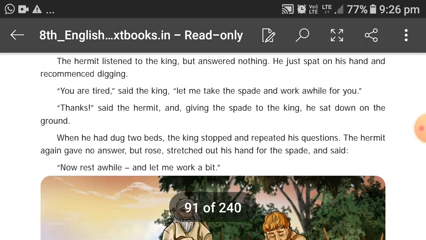 77% 9:26 pm
8th_English...xtbooks.in – Read–only
The hermit listened to the king, but answered nothing. He just spat on his hand and
recommenced digging.
"You are tired," said the king, "let me take the spade and work awhile for you."
"Thanks!" said the hermit, and, giving the spade to the king, he sat down on the
ground.
When he had dug two beds, the king stopped and repeated his questions. The hermit
again gave no answer, but rose, stretched out his hand for the spade, and said:
"Now rest awhile – and let me work a bit."
91 of 240